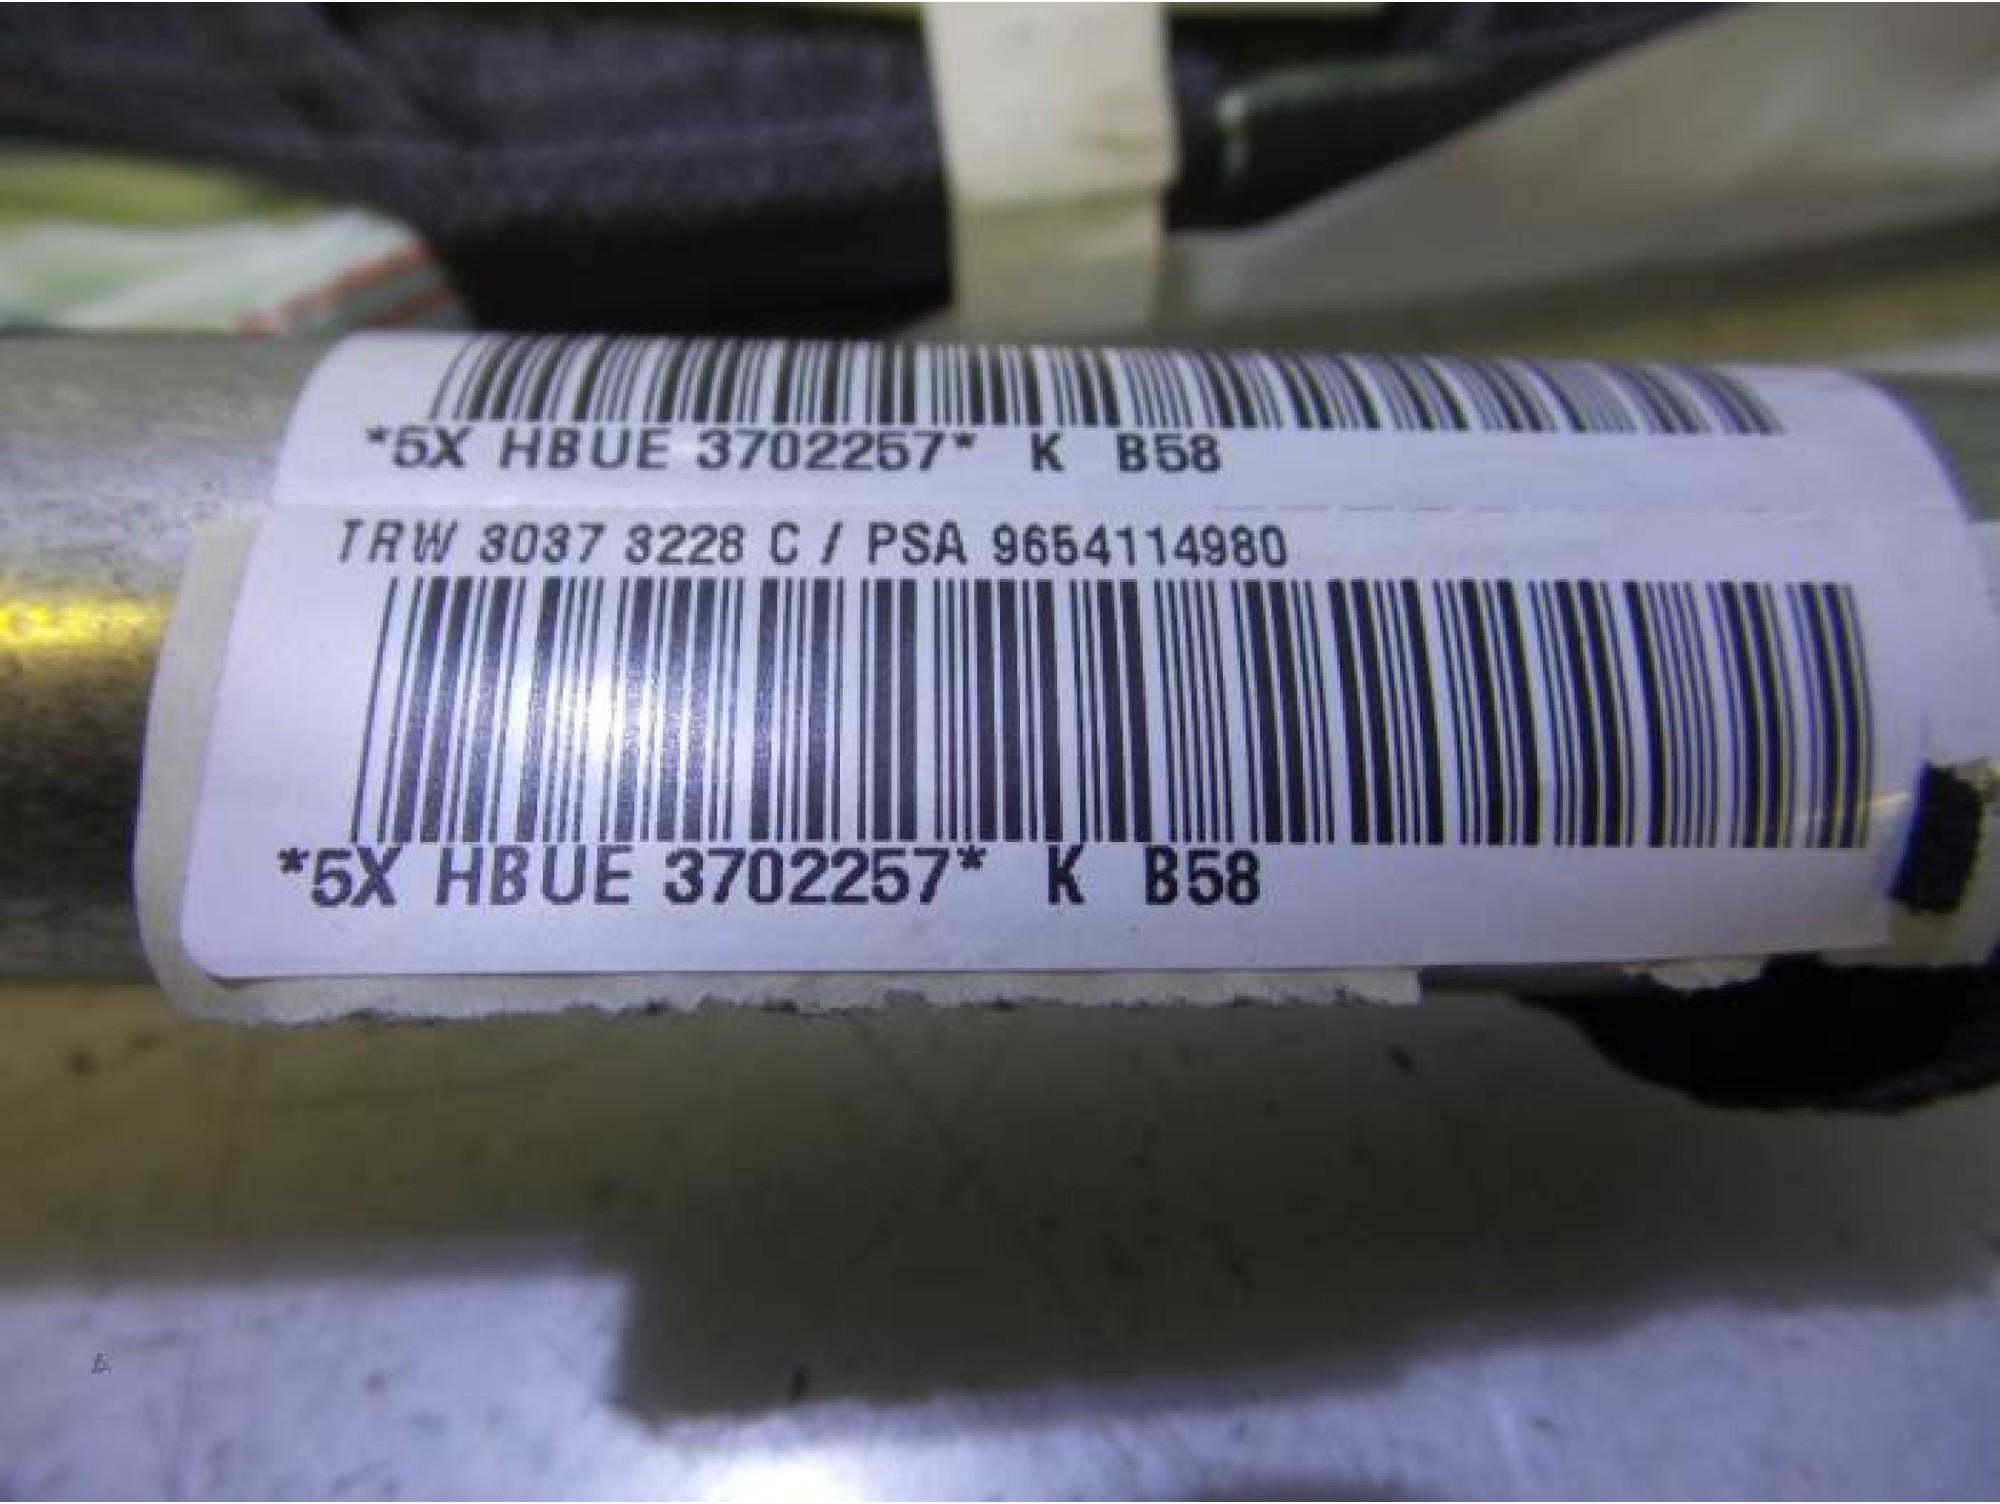 *5X HBUE 3702257* K B58
TRW 3037 3228 C / PSA 9654114980
*5X HBUE 3702257* K B58